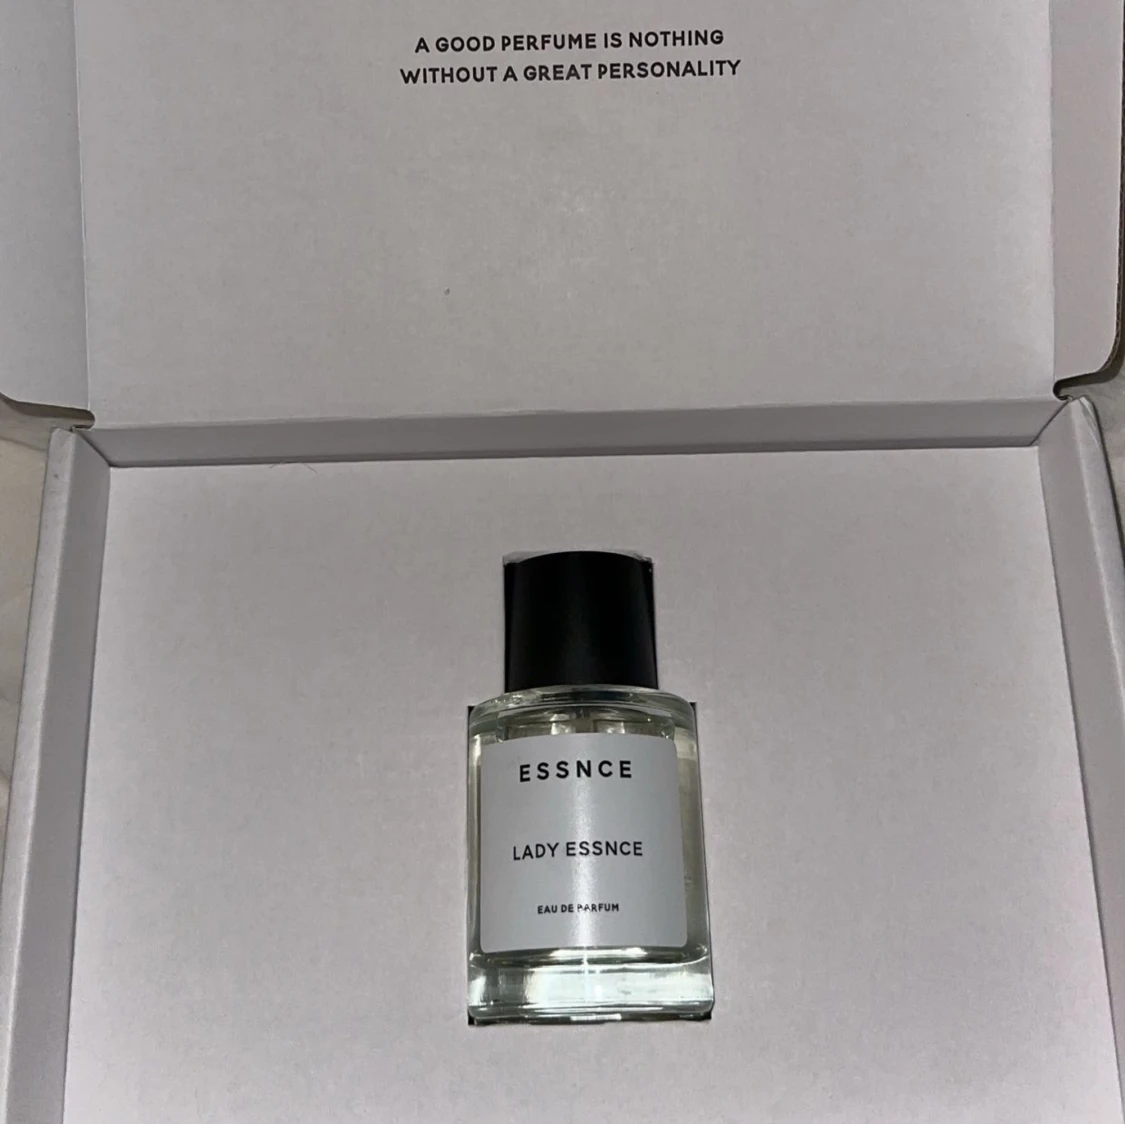 A GOOD PERFUME IS NOTHING
WITHOUT A GREAT PERSONALITY
ESSNCE
LADY ESSNCE
EAU DE PARFUM